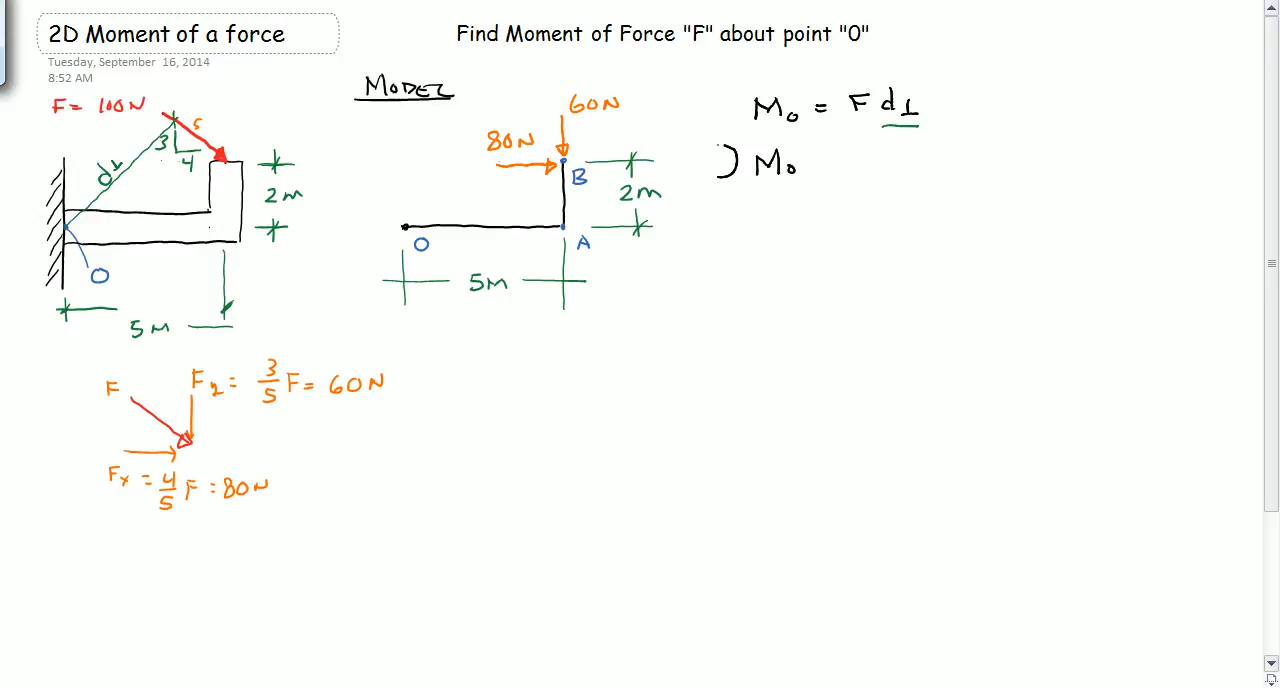 2D Moment of a force
Find Moment of Force "F" about point "0"
Tuesday, September 16, 2014
8:52 AM
F = 100N
5
3
4
d⊥
2m
O
5m
MODEL
60N
80N
B
2m
O
A
5m
Mo = F d⊥
Mo
F
Fy = 3/5 F = 60N
Fx = 4/5 F = 80N